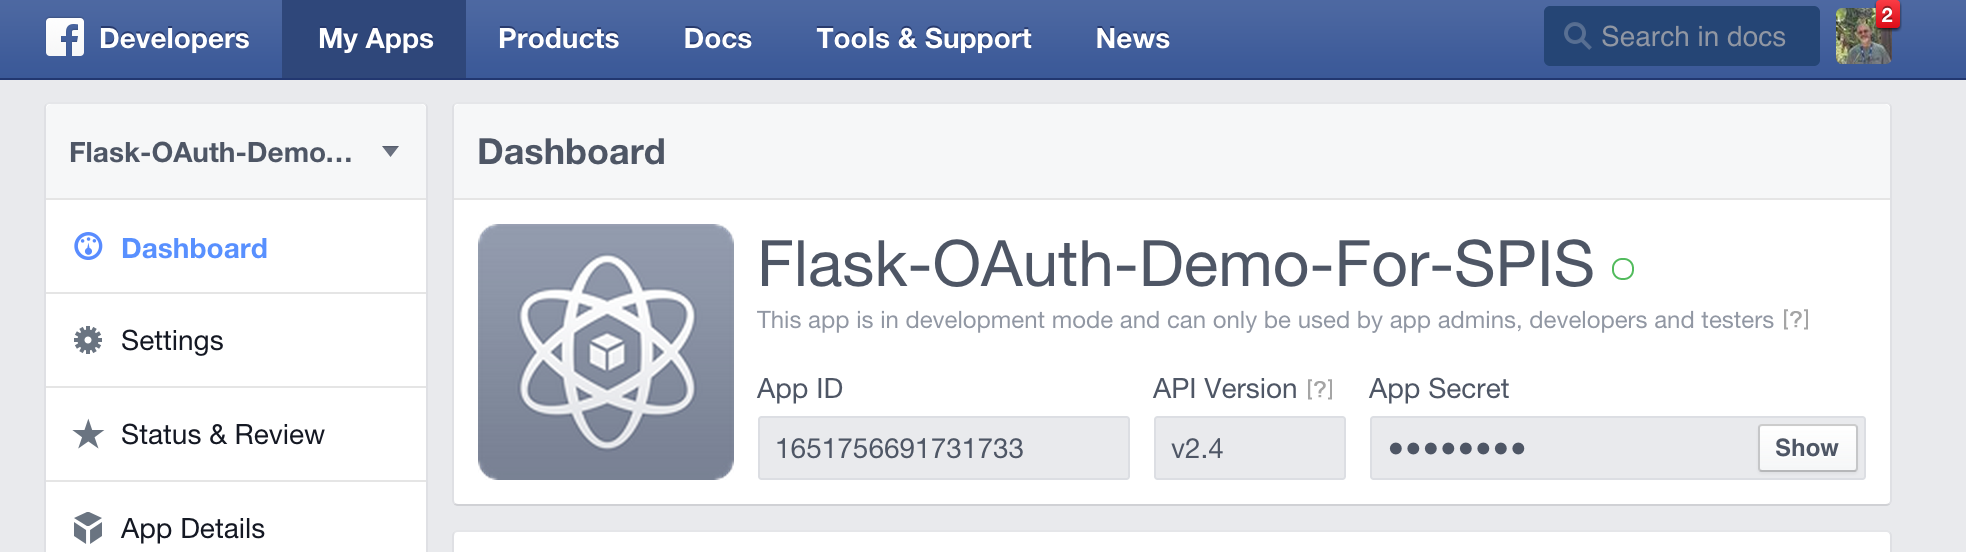 Developers My Apps Products Docs Tools & Support News Search in docs 2
Flask-OAuth-Demo...
Dashboard
Settings
Status & Review
App Details
Dashboard
Flask-OAuth-Demo-For-SPIS
This app is in development mode and can only be used by app admins, developers and testers [?]
App ID API Version [?] App Secret
1651756691731733 v2.4 •••••••• Show